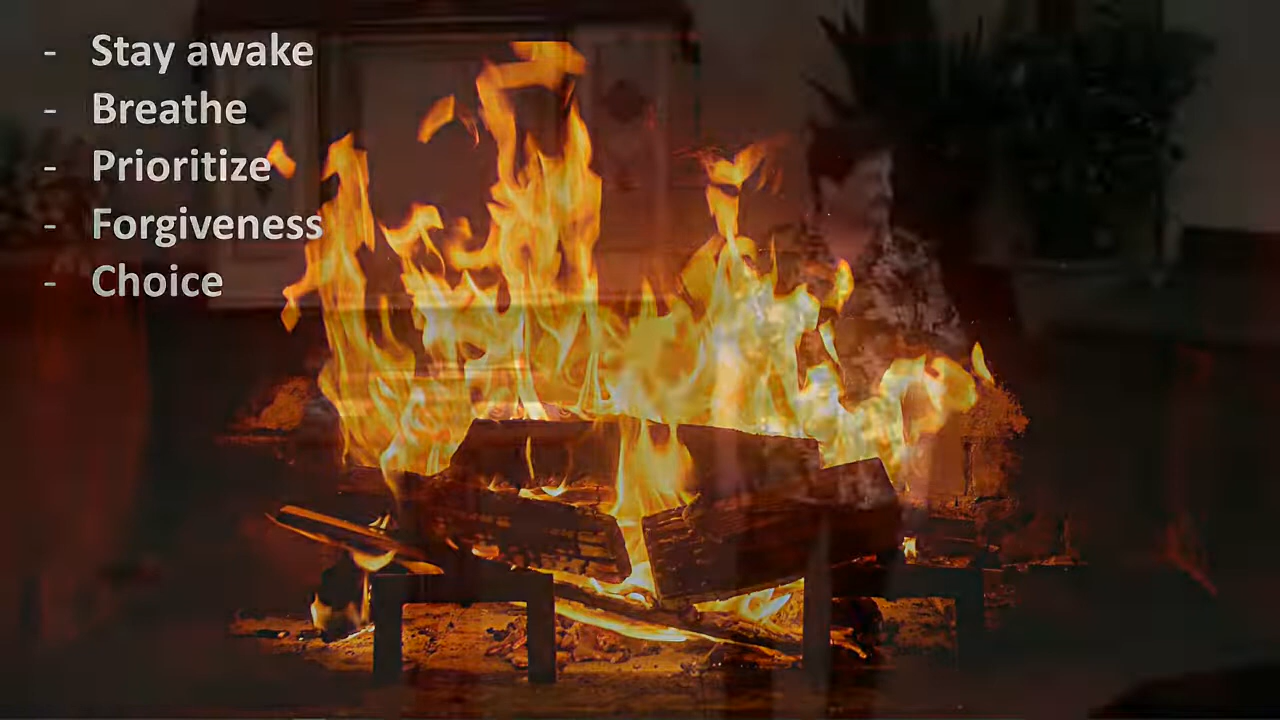 - Stay awake
- Breathe
- Prioritize
- Forgiveness
- Choice